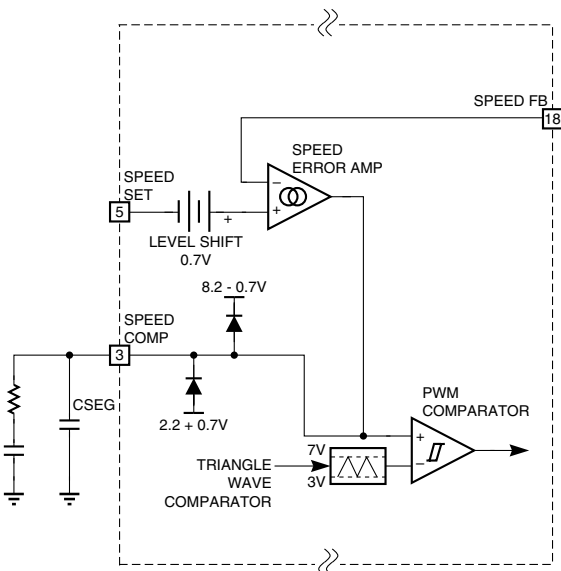 SPEED FB
18
SPEED
ERROR AMP
SPEED
SET
5
−
+
+
LEVEL SHIFT
0.7V
8.2 - 0.7V
SPEED
COMP
3
CSEG
2.2 + 0.7V
PWM
COMPARATOR
+
−
7V
3V
TRIANGLE
WAVE
COMPARATOR